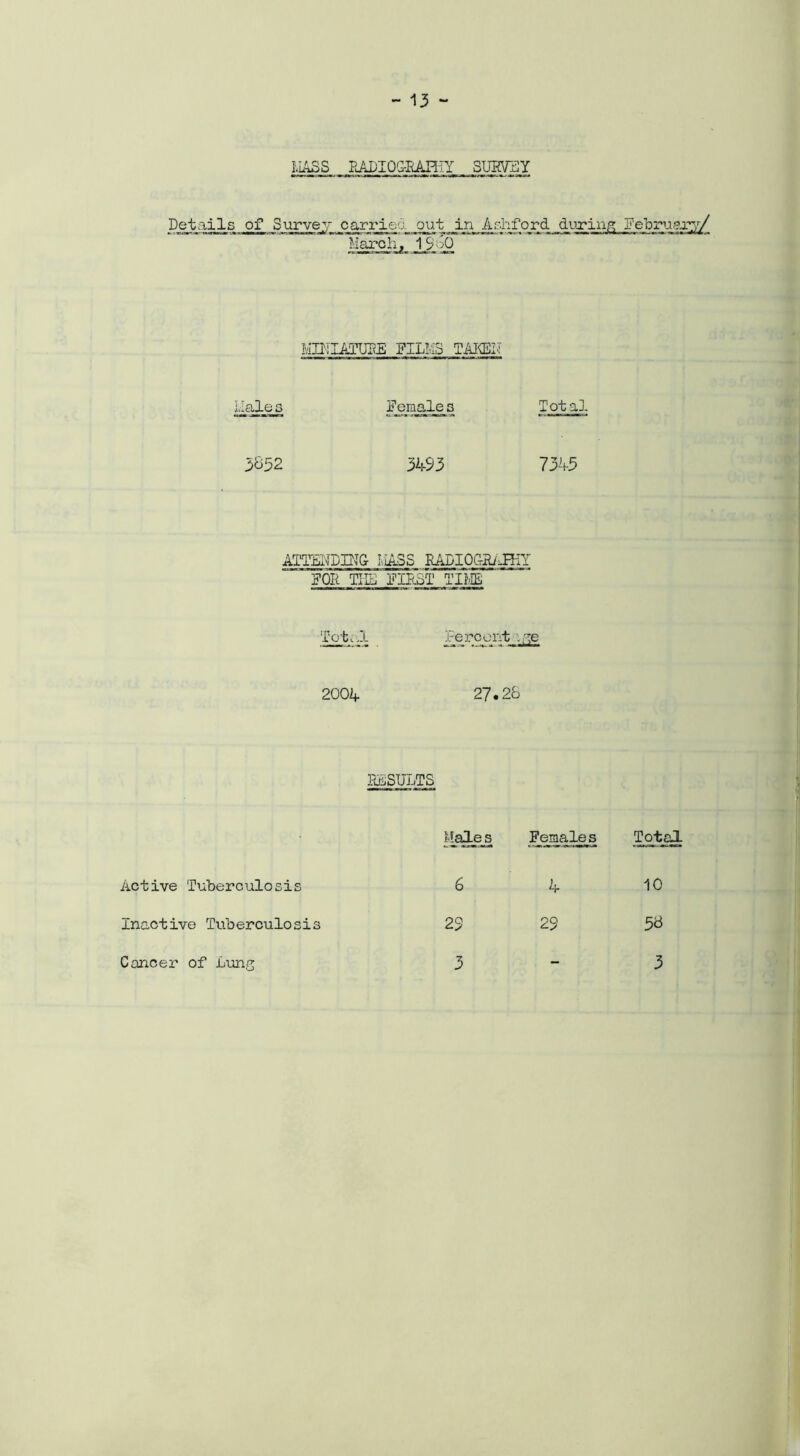 - 13 -
MASS RADIOGRAPHY SURVEY
Details of Survey carried out in Ashford during February/
March, 1960
MINIATURE FILMS TAKEN
Males Females Total
3852 3493 7345
ATTENDING MASS RADIOGRAPHY
FOR THE FIRST TIME
Total Percentage
2004 27.28
RESULTS
Males Females Total
Active Tuberculosis 6 4 10
Inactive Tuberculosis 29 29 58
Cancer of Lung 3 - 3